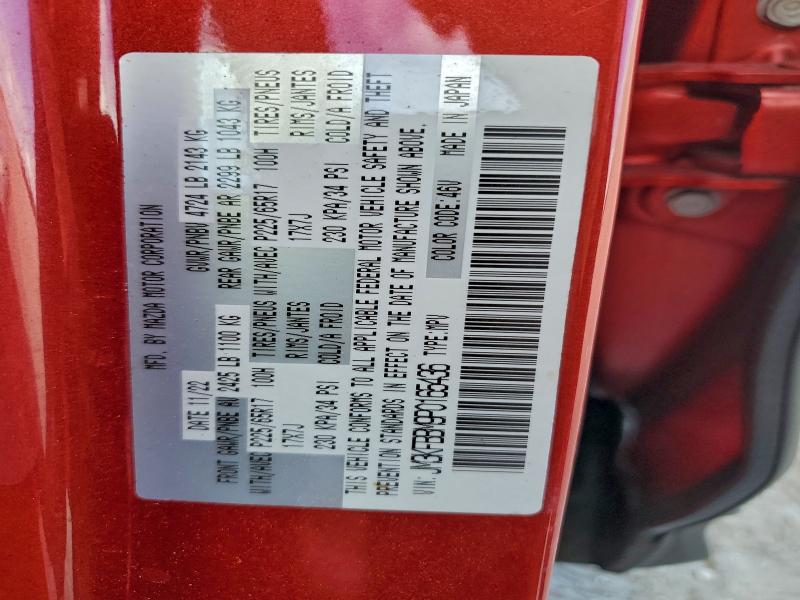 MFD. BY MAZDA MOTOR CORPORATION
DATE 11/22 GVWR/PNBV 4724 LB 2143 KG
FRONT GAWR/PNBE AV 2425 LB 1100 KG REAR GAWR/PNBE AR 2299 LB 1043 KG
WITH/AVEC P225/65R17 100H TIRES/PNEUS WITH/AVEC P225/65R17 100H TIRES/PNEUS
17X7J RIMS/JANTES 17X7J RIMS/JANTES
230 KPA/34 PSI COLD/A FROID 230 KPA/34 PSI COLD/A FROID
THIS VEHICLE CONFORMS TO ALL APPLICABLE FEDERAL MOTOR VEHICLE SAFETY AND THEFT
PREVENTION STANDARDS IN EFFECT ON THE DATE OF MANUFACTURE SHOWN ABOVE.
VIN: JM3KFBBM9P0165436 TYPE:MPV COLOR CODE:46V MADE IN JAPAN